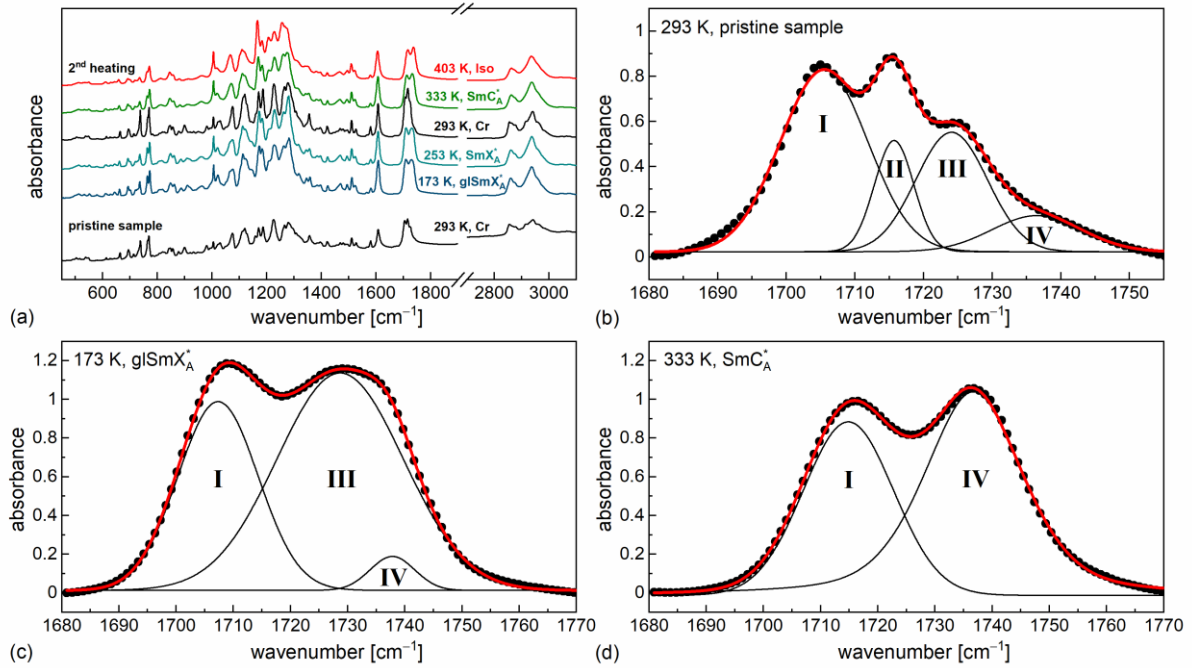 2nd heating
403 K, Iso
333 K, SmC*A
293 K, Cr
253 K, SmX*A
173 K, glSmX*A
pristine sample
293 K, Cr
absorbance
600 800 1000 1200 1400 1600 1800 2800 3000
wavenumber [cm−1]
(a)
293 K, pristine sample
1
0.8
0.6
0.4
0.2
0
I
II
III
IV
absorbance
1680 1690 1700 1710 1720 1730 1740 1750
wavenumber [cm−1]
(b)
173 K, glSmX*A
1.2
1
0.8
0.6
0.4
0.2
0
I
III
IV
absorbance
1680 1690 1700 1710 1720 1730 1740 1750 1760 1770
wavenumber [cm−1]
(c)
333 K, SmC*A
1.2
1
0.8
0.6
0.4
0.2
0
I
IV
absorbance
1680 1690 1700 1710 1720 1730 1740 1750 1760 1770
wavenumber [cm−1]
(d)